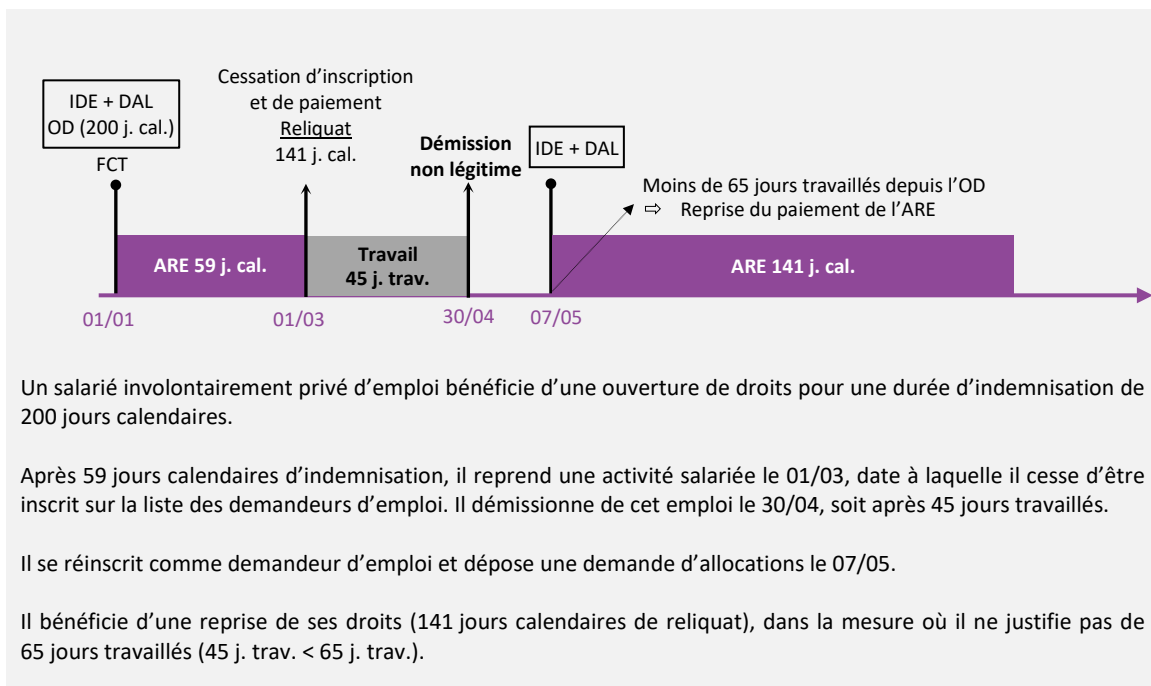 Cessation d’inscription
et de paiement
Reliquat
141 j. cal.
IDE + DAL
OD (200 j. cal.)
FCT
Démission
non légitime
IDE + DAL
Moins de 65 jours travaillés depuis l’OD
⇨ Reprise du paiement de l’ARE
ARE 59 j. cal.
Travail
45 j. trav.
ARE 141 j. cal.
01/01
01/03
30/04
07/05
Un salarié involontairement privé d’emploi bénéficie d’une ouverture de droits pour une durée d’indemnisation de
200 jours calendaires.
Après 59 jours calendaires d’indemnisation, il reprend une activité salariée le 01/03, date à laquelle il cesse d’être
inscrit sur la liste des demandeurs d’emploi. Il démissionne de cet emploi le 30/04, soit après 45 jours travaillés.
Il se réinscrit comme demandeur d’emploi et dépose une demande d’allocations le 07/05.
Il bénéficie d’une reprise de ses droits (141 jours calendaires de reliquat), dans la mesure où il ne justifie pas de
65 jours travaillés (45 j. trav. < 65 j. trav.).